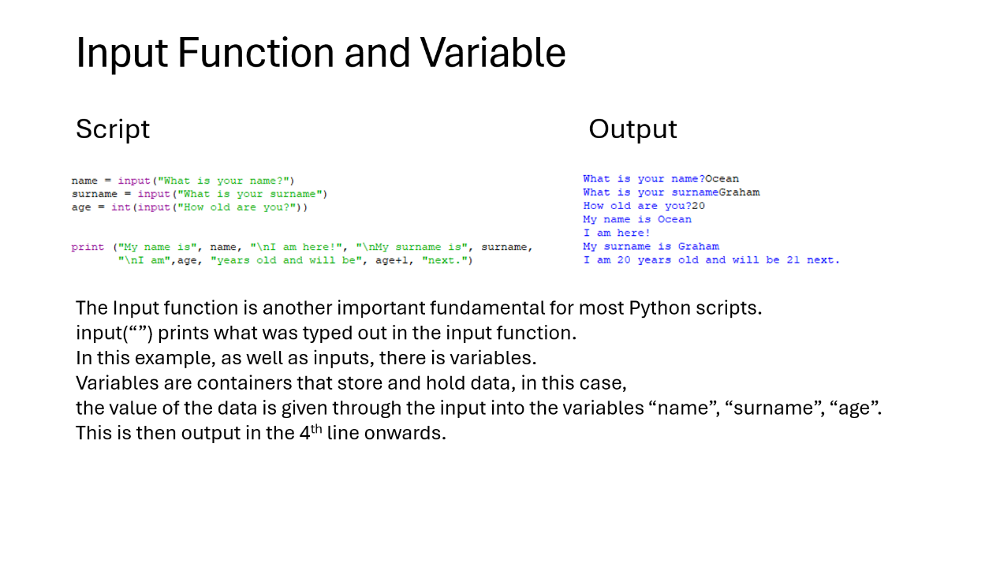 Input Function and Variable
Script
name = input("What is your name?")
surname = input("What is your surname")
age = int(input("How old are you?"))
print ("My name is", name, "\nI am here!", "\nMy surname is", surname,
"\nI am",age, "years old and will be", age+1, "next.")
Output
What is your name?Ocean
What is your surnameGraham
How old are you?20
My name is Ocean
I am here!
My surname is Graham
I am 20 years old and will be 21 next.
The Input function is another important fundamental for most Python scripts.
input(“”) prints what was typed out in the input function.
In this example, as well as inputs, there is variables.
Variables are containers that store and hold data, in this case,
the value of the data is given through the input into the variables “name”, “surname”, “age”.
This is then output in the 4th line onwards.